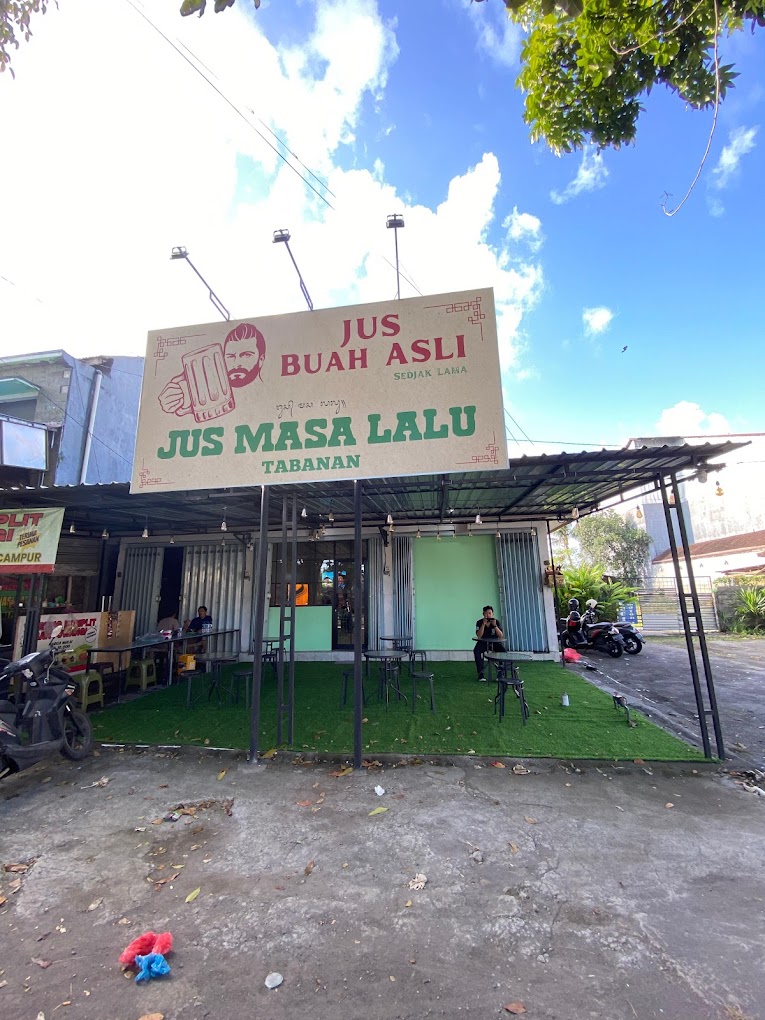 JUS
BUAH ASLI
SEDJAK LAMA
JUS MASA LALU
TABANAN
CAMPUR